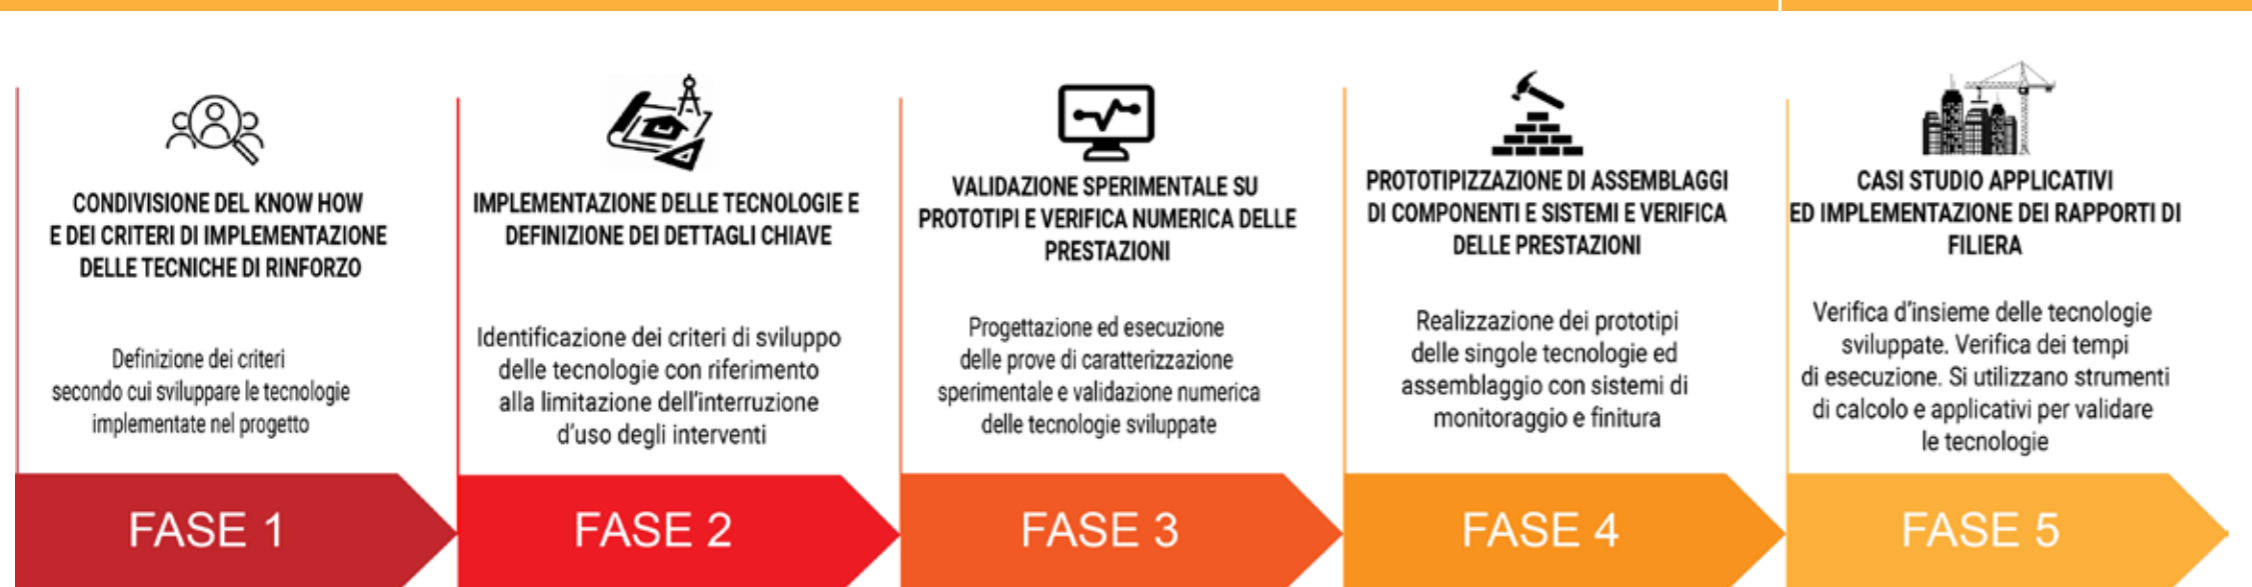 CONDIVISIONE DEL KNOW HOW
E DEI CRITERI DI IMPLEMENTAZIONE
DELLE TECNICHE DI RINFORZO
Definizione dei criteri
secondo cui sviluppare le tecnologie
implementate nel progetto
FASE 1
IMPLEMENTAZIONE DELLE TECNOLOGIE E
DEFINIZIONE DEI DETTAGLI CHIAVE
Identificazione dei criteri di sviluppo
delle tecnologie con riferimento
alla limitazione dell'interruzione
d'uso degli interventi
FASE 2
VALIDAZIONE SPERIMENTALE SU
PROTOTIPI E VERIFICA NUMERICA DELLE
PRESTAZIONI
Progettazione ed esecuzione
delle prove di caratterizzazione
sperimentale e validazione numerica
delle tecnologie sviluppate
FASE 3
PROTOTIPIZZAZIONE DI ASSEMBLAGGI
DI COMPONENTI E SISTEMI E VERIFICA
DELLE PRESTAZIONI
Realizzazione dei prototipi
delle singole tecnologie ed
assemblaggio con sistemi di
monitoraggio e finitura
FASE 4
CASI STUDIO APPLICATIVI
ED IMPLEMENTAZIONE DEI RAPPORTI DI
FILIERA
Verifica d'insieme delle tecnologie
sviluppate. Verifica dei tempi
di esecuzione. Si utilizzano strumenti
di calcolo e applicativi per validare
le tecnologie
FASE 5